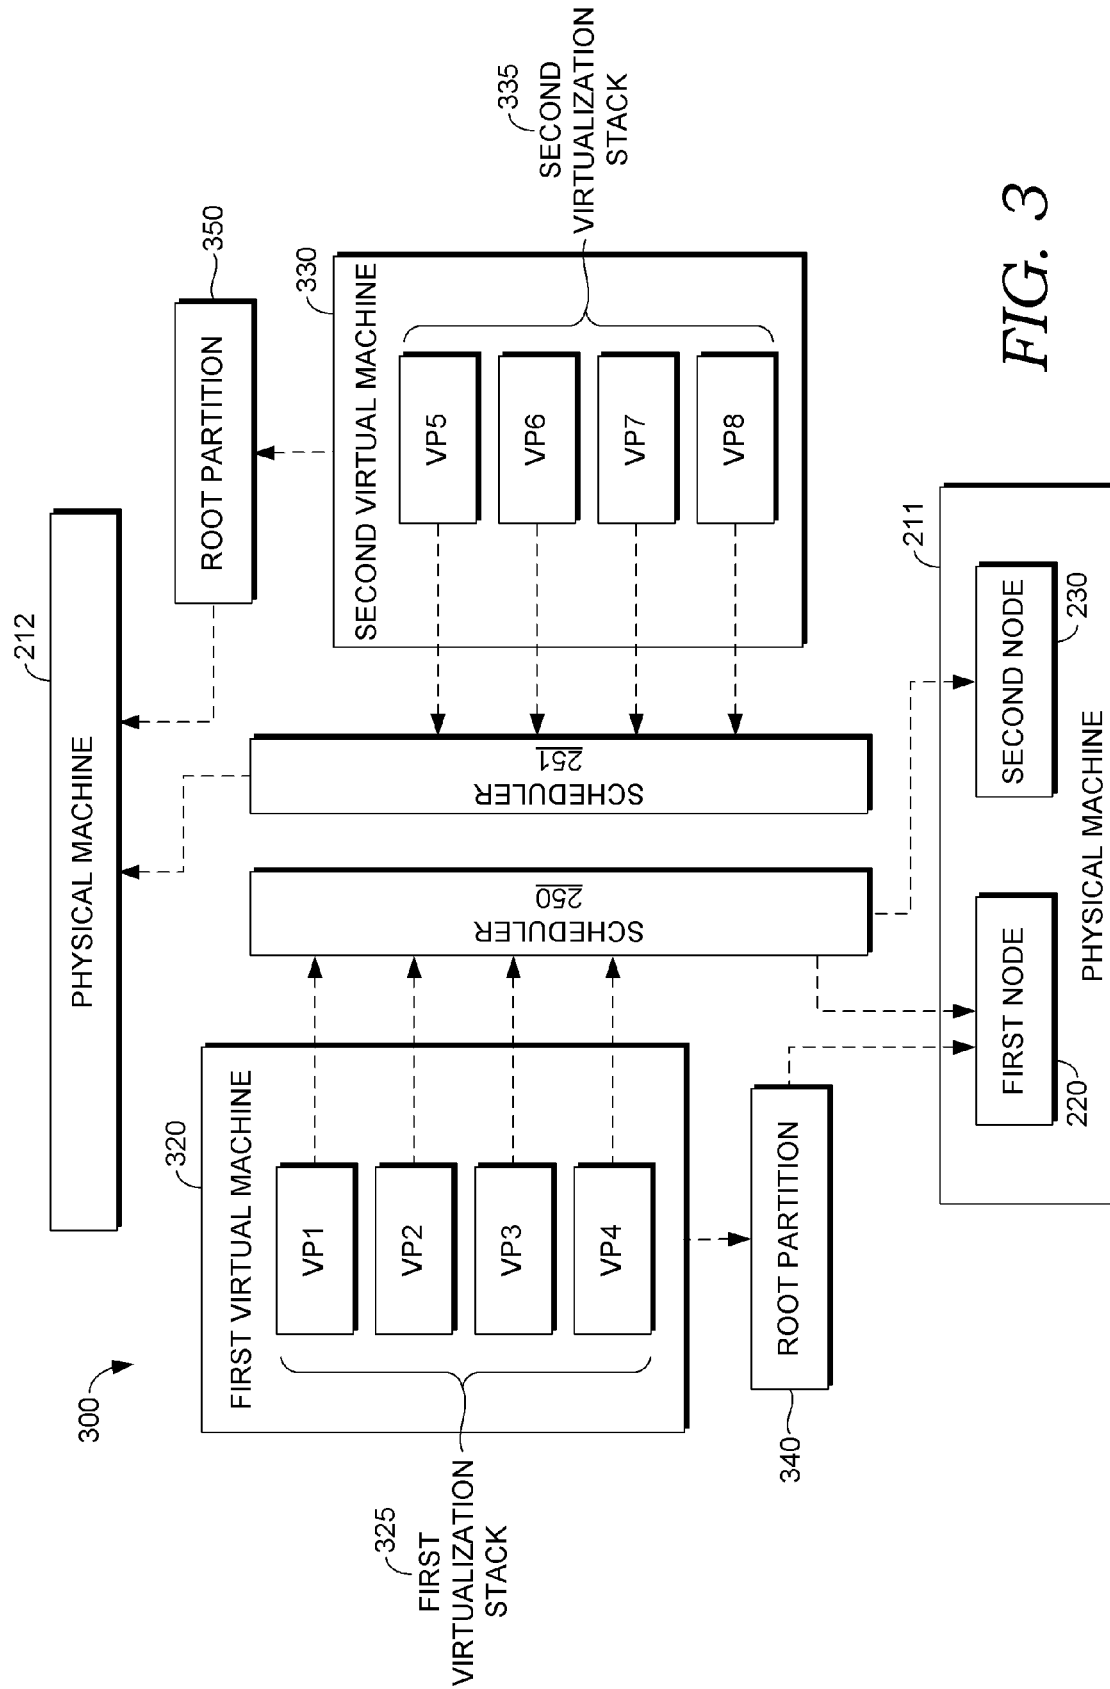 300
PHYSICAL MACHINE
212
FIRST VIRTUAL MACHINE
320
VP1
VP2
VP3
VP4
325
FIRST
VIRTUALIZATION
STACK
ROOT PARTITION
340
SCHEDULER
250
SCHEDULER
251
ROOT PARTITION
350
SECOND VIRTUAL MACHINE
330
VP5
VP6
VP7
VP8
335
SECOND
VIRTUALIZATION
STACK
FIRST NODE
220
SECOND NODE
230
211
PHYSICAL MACHINE
FIG. 3